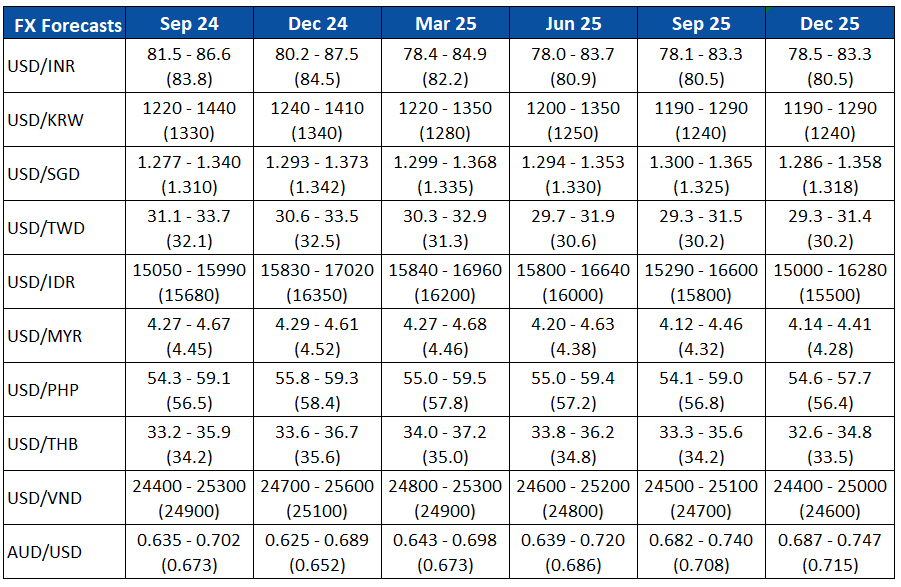 FX Forecasts Sep 24 Dec 24 Mar 25 Jun 25 Sep 25 Dec 25
USD/INR 81.5 - 86.6 80.2 - 87.5 78.4 - 84.9 78.0 - 83.7 78.1 - 83.3 78.5 - 83.3
(83.8) (84.5) (82.2) (80.9) (80.5) (80.5)
USD/KRW 1220 - 1440 1240 - 1410 1220 - 1350 1200 - 1350 1190 - 1290 1190 - 1290
(1330) (1340) (1280) (1250) (1240) (1240)
USD/SGD 1.277 - 1.340 1.293 - 1.373 1.299 - 1.368 1.294 - 1.353 1.300 - 1.365 1.286 - 1.358
(1.310) (1.342) (1.335) (1.330) (1.325) (1.318)
USD/TWD 31.1 - 33.7 30.6 - 33.5 30.3 - 32.9 29.7 - 31.9 29.3 - 31.5 29.3 - 31.4
(32.1) (32.5) (31.3) (30.6) (30.2) (30.2)
USD/IDR 15050 - 15990 15830 - 17020 15840 - 16960 15800 - 16640 15290 - 16600 15000 - 16280
(15680) (16350) (16200) (16000) (15800) (15500)
USD/MYR 4.27 - 4.67 4.29 - 4.61 4.27 - 4.68 4.20 - 4.63 4.12 - 4.46 4.14 - 4.41
(4.45) (4.52) (4.46) (4.38) (4.32) (4.28)
USD/PHP 54.3 - 59.1 55.8 - 59.3 55.0 - 59.5 55.0 - 59.4 54.1 - 59.0 54.6 - 57.7
(56.5) (58.4) (57.8) (57.2) (56.8) (56.4)
USD/THB 33.2 - 35.9 33.6 - 36.7 34.0 - 37.2 33.8 - 36.2 33.3 - 35.6 32.6 - 34.8
(34.2) (35.6) (35.0) (34.8) (34.2) (33.5)
USD/VND 24400 - 25300 24700 - 25600 24800 - 25300 24600 - 25200 24500 - 25100 24400 - 25000
(24900) (25100) (24900) (24800) (24700) (24600)
AUD/USD 0.635 - 0.702 0.625 - 0.689 0.643 - 0.698 0.639 - 0.720 0.682 - 0.740 0.687 - 0.747
(0.673) (0.652) (0.673) (0.686) (0.708) (0.715)